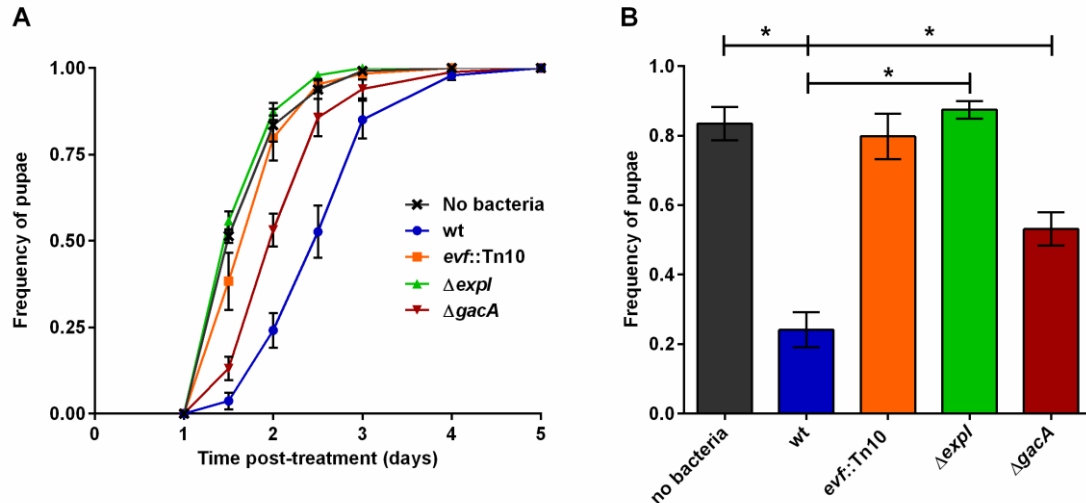 A
Frequency of pupae
1.00
0.75
0.50
0.25
0.00
0
1
2
3
4
5
Time post-treatment (days)
No bacteria
wt
evf::Tn10
ΔexpI
ΔgacA
B
*
*
*
Frequency of pupae
1.0
0.8
0.6
0.4
0.2
0.0
no bacteria
wt
evf::Tn10
ΔexpI
ΔgacA